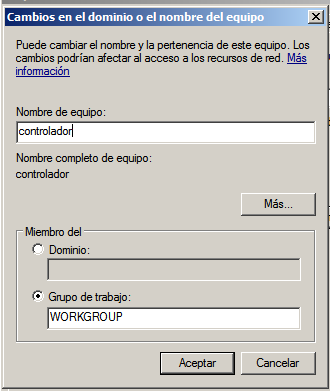 Cambios en el dominio o el nombre del equipo
Puede cambiar el nombre y la pertenencia de este equipo. Los
cambios podrían afectar al acceso a los recursos de red. Más
información
Nombre de equipo:
controlador
Nombre completo de equipo:
controlador
Más...
Miembro del
Dominio:
Grupo de trabajo:
WORKGROUP
Aceptar
Cancelar